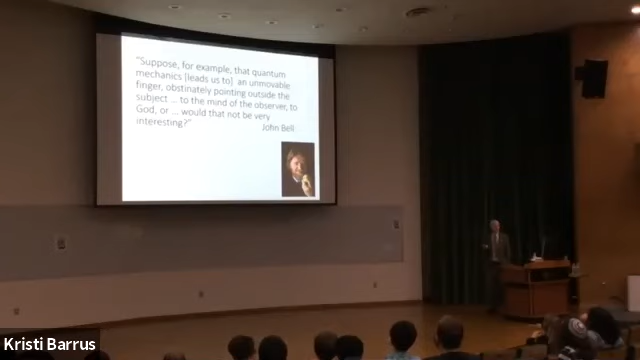 "Suppose, for example, that quantum
mechanics [leads us to] an unmovable
finger, obstinately pointing outside the
subject ... to the mind of the observer, to
God, or ... would that not be very
interesting?"
John Bell
Kristi Barrus